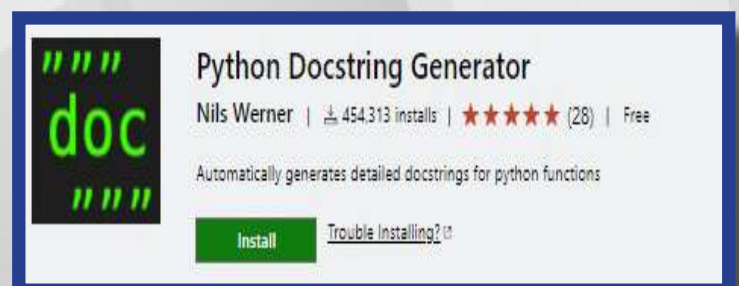 """
doc
"""
Python Docstring Generator
Nils Werner | 454,313 installs | ★★★★★ (28) | Free
Automatically generates detailed docstrings for python functions
Install
Trouble Installing?